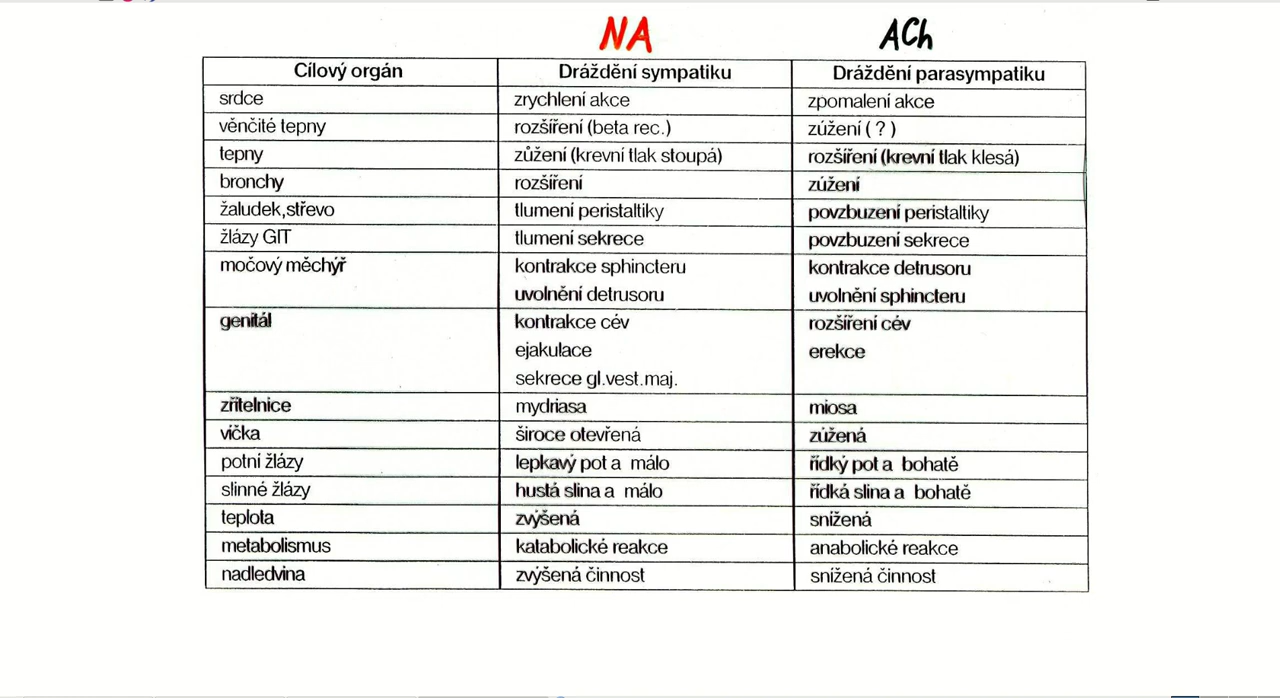 NA ACh
Cílový orgán Dráždění sympatiku Dráždění parasympatiku
srdce zrychlení akce zpomalení akce
věnčité tepny rozšíření (beta rec.) zúžení ( ? )
tepny zůžení (krevní tlak stoupá) rozšíření (krevní tlak klesá)
bronchy rozšíření zúžení
žaludek,střevo tlumení peristaltiky povzbuzení peristaltiky
žlázy GIT tlumení sekrece povzbuzení sekrece
močový měchýř kontrakce sphincteru kontrakce detrusoru
uvolnění detrusoru uvolnění sphincteru
genitál kontrakce cév rozšíření cév
ejakulace erekce
sekrece gl.vest.maj.
zřítelnice mydriasa miosa
víčka široce otevřená zúžená
potní žlázy lepkavý pot a málo řídký pot a bohatě
slinné žlázy hustá slina a málo řídká slina a bohatě
teplota zvýšená snížená
metabolismus katabolické reakce anabolické reakce
nadledvina zvýšená činnost snížená činnost